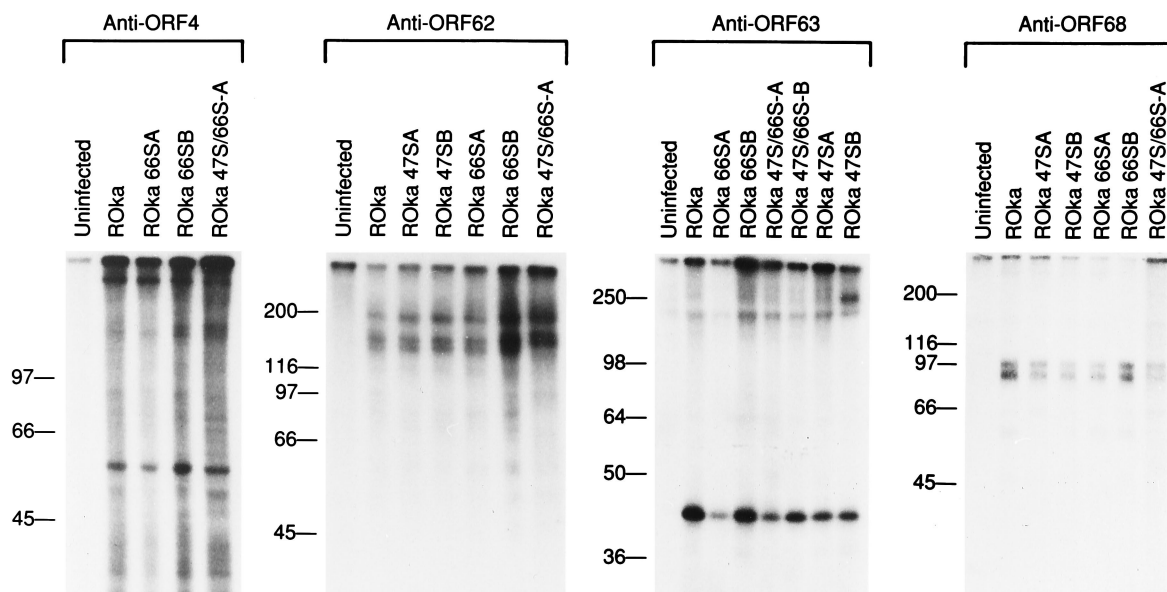 Anti-ORF4
Uninfected
ROka
ROka 66SA
ROka 66SB
ROka 47S/66S-A
97
66
45
Anti-ORF62
Uninfected
ROka
ROka 47SA
ROka 47SB
ROka 66SA
ROka 66SB
ROka 47S/66S-A
200
116
97
66
45
Anti-ORF63
Uninfected
ROka
ROka 66SA
ROka 66SB
ROka 47S/66S-A
ROka 47S/66S-B
ROka 47SA
ROka 47SB
250
98
64
50
36
Anti-ORF68
Uninfected
ROka
ROka 47SA
ROka 47SB
ROka 66SA
ROka 66SB
ROka 47S/66S-A
200
116
97
66
45